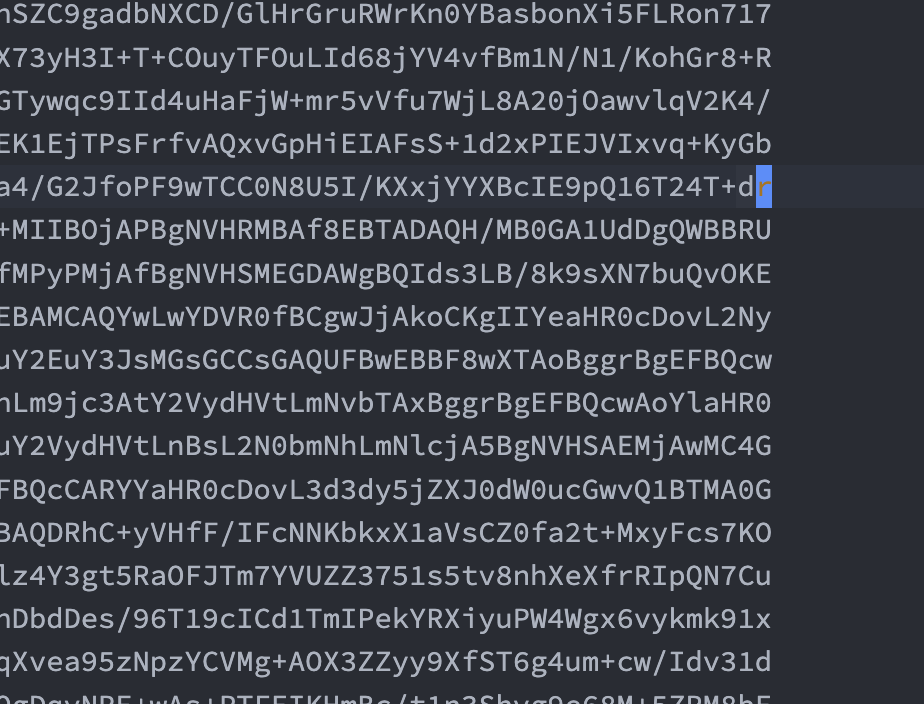 nSZC9gadbNXCD/GlHrGruRWrKn0YBasbonXi5FLRon717
X73yH3I+T+COuyTFOuLId68jYV4vfBm1N/N1/KohGr8+R
GTywqc9IId4uHaFjW+mr5vVfu7WjL8A20jOawvlqV2K4/
EK1EjTPsFrfvAQxvGpHiEIAFsS+1d2xPIEJVIxvq+KyGb
a4/G2JfoPF9wTCC0N8U5I/KXxjYYXBcIE9pQ16T24T+dr
+MIIBOjAPBgNVHRMBAf8EBTADAQH/MB0GA1UdDgQWBBRU
fMPyPMjAfBgNVHSMEGDAWgBQIds3LB/8k9sXN7buQvOKE
EBAMCAQYwLwYDVR0fBCgwJjAkoCKgIIYeaHR0cDovL2Ny
uY2EuY3JsMGsGCCsGAQUFBwEBBF8wXTAoBggrBgEFBQcw
nLm9jc3AtY2VydHVtLmNvbTAxBggrBgEFBQcwAoYlaHR0
uY2VydHVtLnBsL2N0bmNhLmNlcjA5BgNVHSAEMjAwMC4G
FBQcCARYYaHR0cDovL3d3dy5jZXJ0dW0ucGwvQ1BTMA0G
BAQDRhC+yVHfF/IFcNNKbkxX1aVsCZ0fa2t+MxyFcs7KO
lz4Y3gt5RaOFJTm7YVUZZ3751s5tv8nhXeXfrRIpQN7Cu
nDbdDes/96T19cICd1TmIPekYRXiyuPW4Wgx6vykmk91x
qXvea95zNpzYCVMg+AOX3ZZyy9XfST6g4um+cw/Idv31d